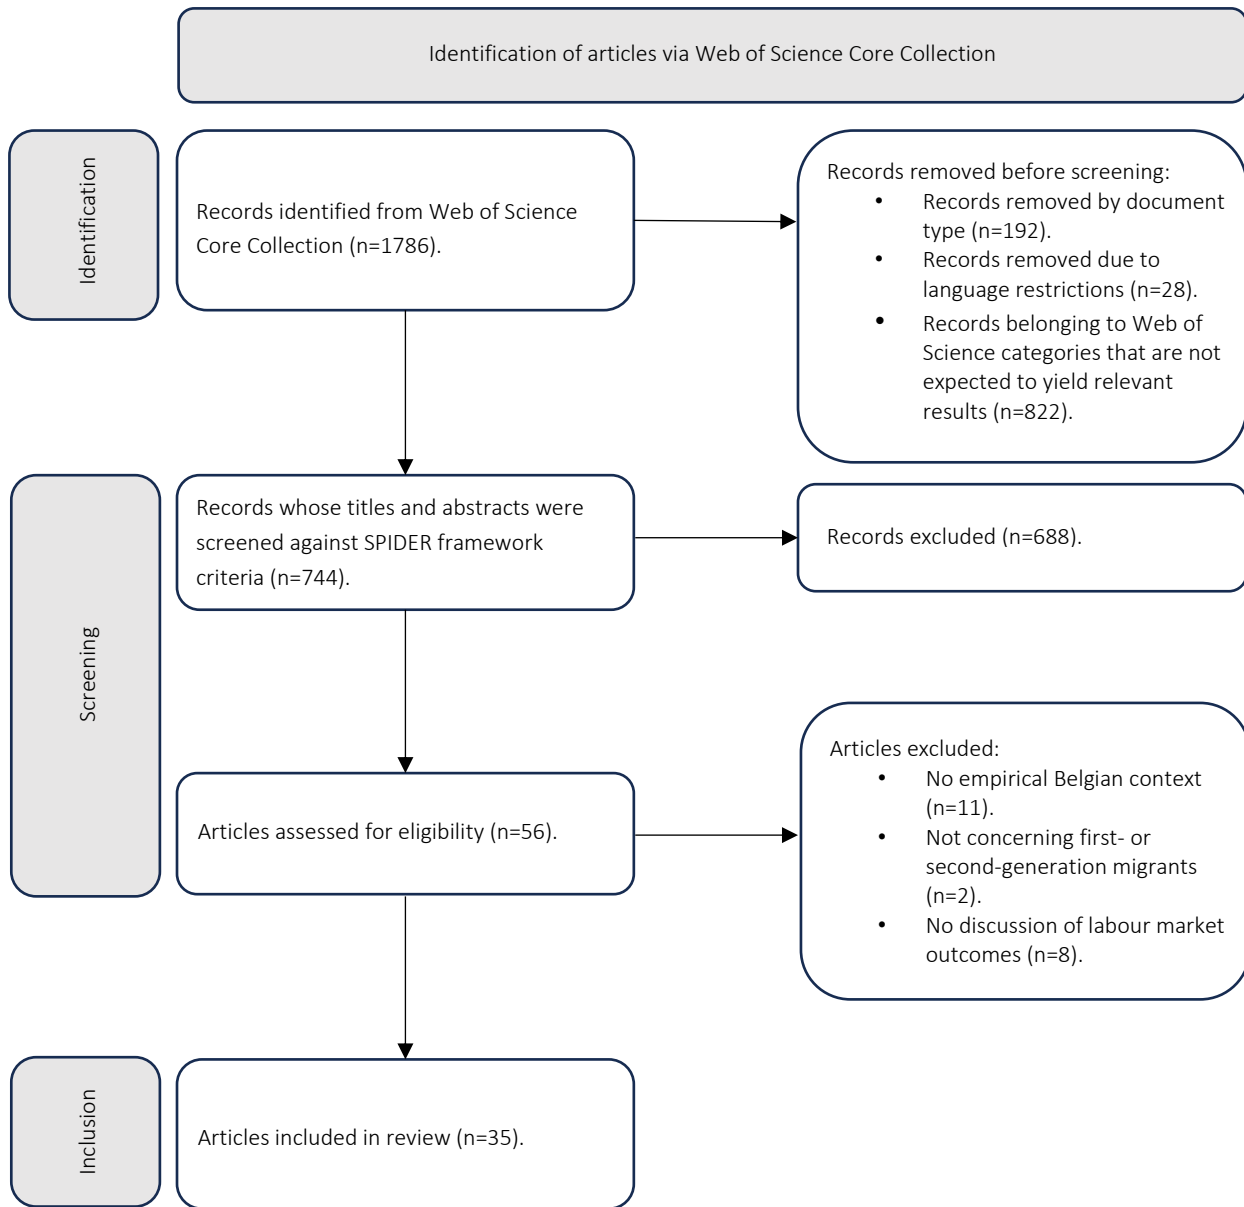 Identification of articles via Web of Science Core Collection
Identification
Records identified from Web of Science
Core Collection (n=1786).
Records removed before screening:
• Records removed by document
type (n=192).
• Records removed due to
language restrictions (n=28).
• Records belonging to Web of
Science categories that are not
expected to yield relevant
results (n=822).
Screening
Records whose titles and abstracts were
screened against SPIDER framework
criteria (n=744).
Records excluded (n=688).
Articles assessed for eligibility (n=56).
Articles excluded:
• No empirical Belgian context
(n=11).
• Not concerning first- or
second-generation migrants
(n=2).
• No discussion of labour market
outcomes (n=8).
Inclusion
Articles included in review (n=35).